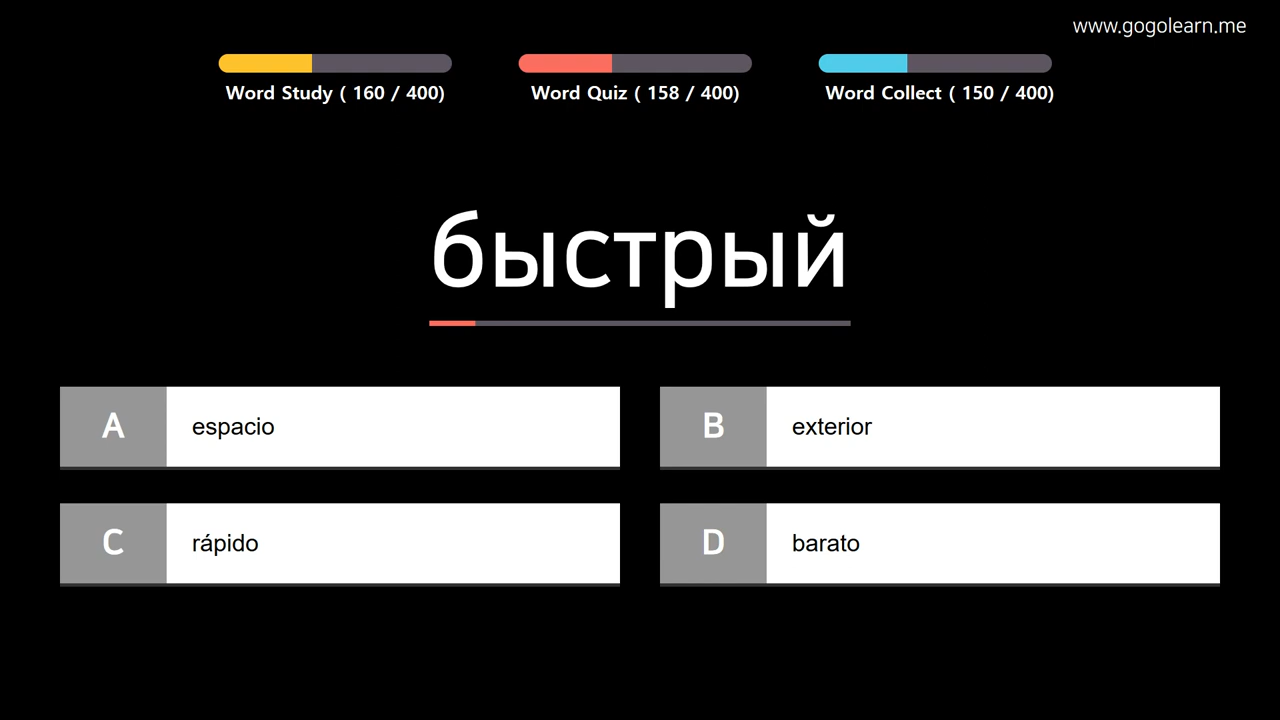 www.gogolearn.me
Word Study ( 160 / 400)
Word Quiz ( 158 / 400)
Word Collect ( 150 / 400)
быстрый
A
espacio
B
exterior
C
rápido
D
barato